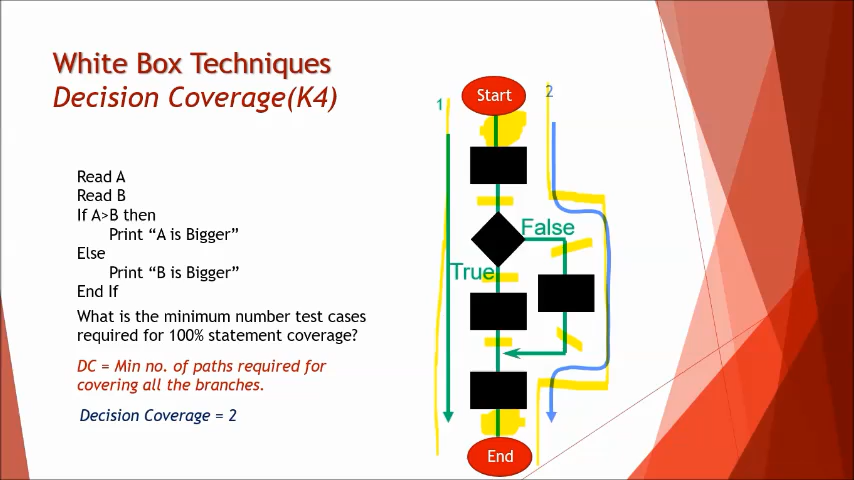 White Box Techniques
Decision Coverage(K4)
Read A
Read B
If A>B then
Print “A is Bigger”
Else
Print “B is Bigger”
End If
What is the minimum number test cases
required for 100% statement coverage?
DC = Min no. of paths required for
covering all the branches.
Decision Coverage = 2
1
Start
2
False
True
End